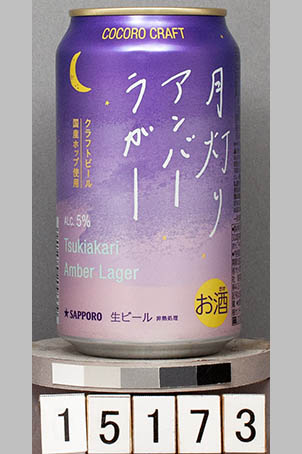 COCORO CRAFT
月灯り
アンバー
ラガー
クラフトビール
国産ホップ使用
ALC. 5%
Tsukiakari
Amber Lager
お酒
★SAPPORO 生ビール 非熱処理
15173